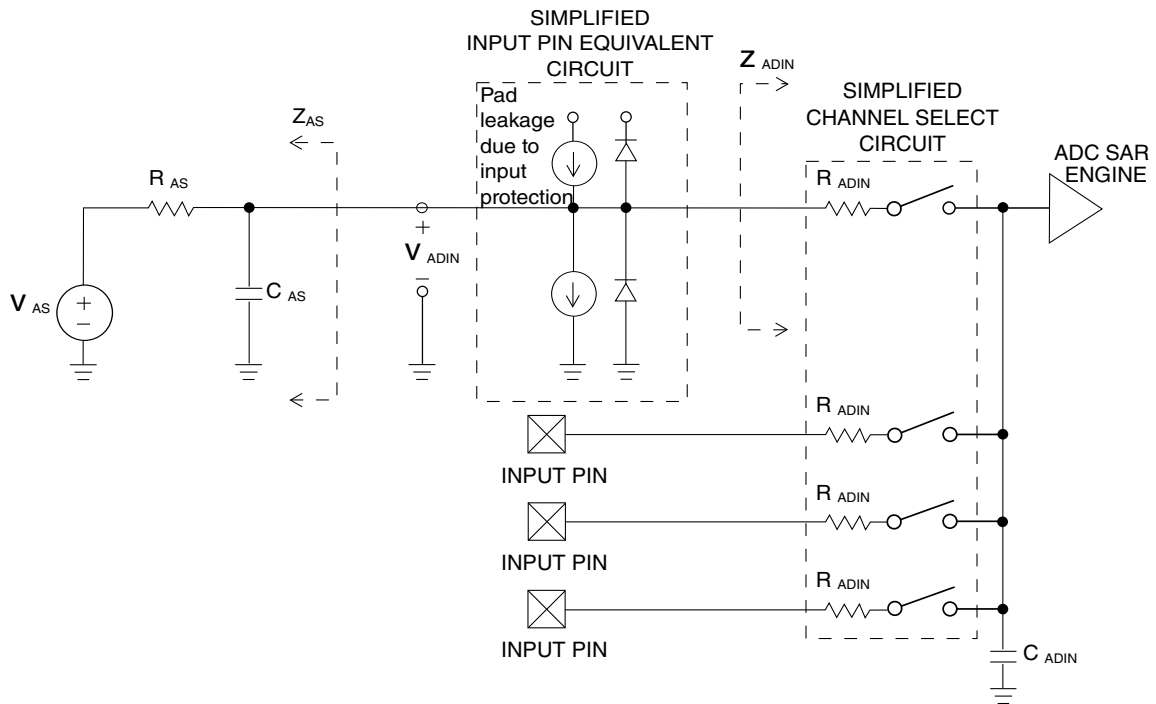 SIMPLIFIED
INPUT PIN EQUIVALENT
CIRCUIT
Pad
leakage
due to
input
protection
Z ADIN
SIMPLIFIED
CHANNEL SELECT
CIRCUIT
ADC SAR
ENGINE
ZAS
R AS
R ADIN
+
V ADIN
–
C AS
V AS
+
–
R ADIN
INPUT PIN
R ADIN
INPUT PIN
R ADIN
INPUT PIN
C ADIN